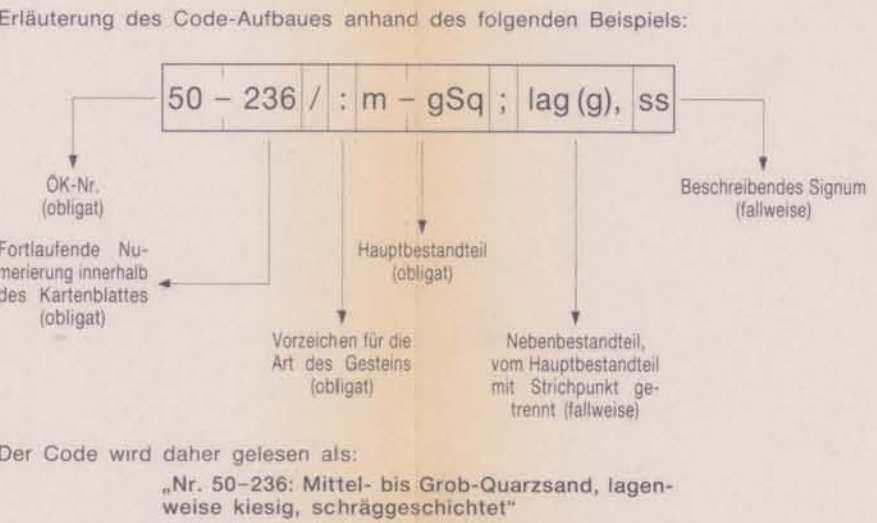 Erläuterung des Code-Aufbaues anhand des folgenden Beispiels:
50 – 236 / : m – gSq ; lag (g), ss
ÖK-Nr.
(obligat)
Beschreibendes Signum
(fallweise)
Fortlaufende Nu-
merierung innerhalb
des Kartenblattes
(obligat)
Hauptbestandteil
(obligat)
Vorzeichen für die
Art des Gesteins
(obligat)
Nebenbestandteil,
vom Hauptbestandteil
mit Strichpunkt ge-
trennt (fallweise)
Der Code wird daher gelesen als:
„Nr. 50–236: Mittel- bis Grob-Quarzsand, lagen-
weise kiesig, schräggeschichtet“